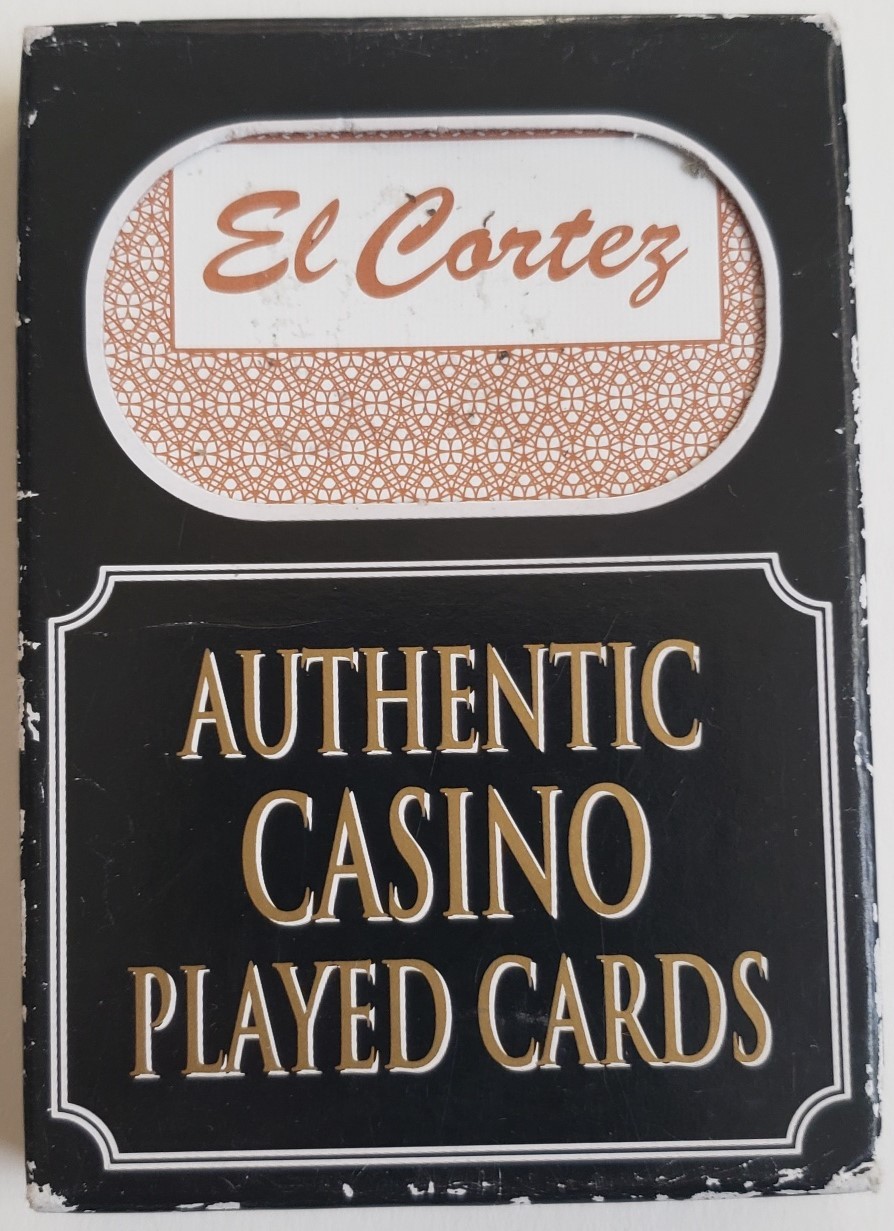 El Cortez
AUTHENTIC
CASINO
PLAYED CARDS